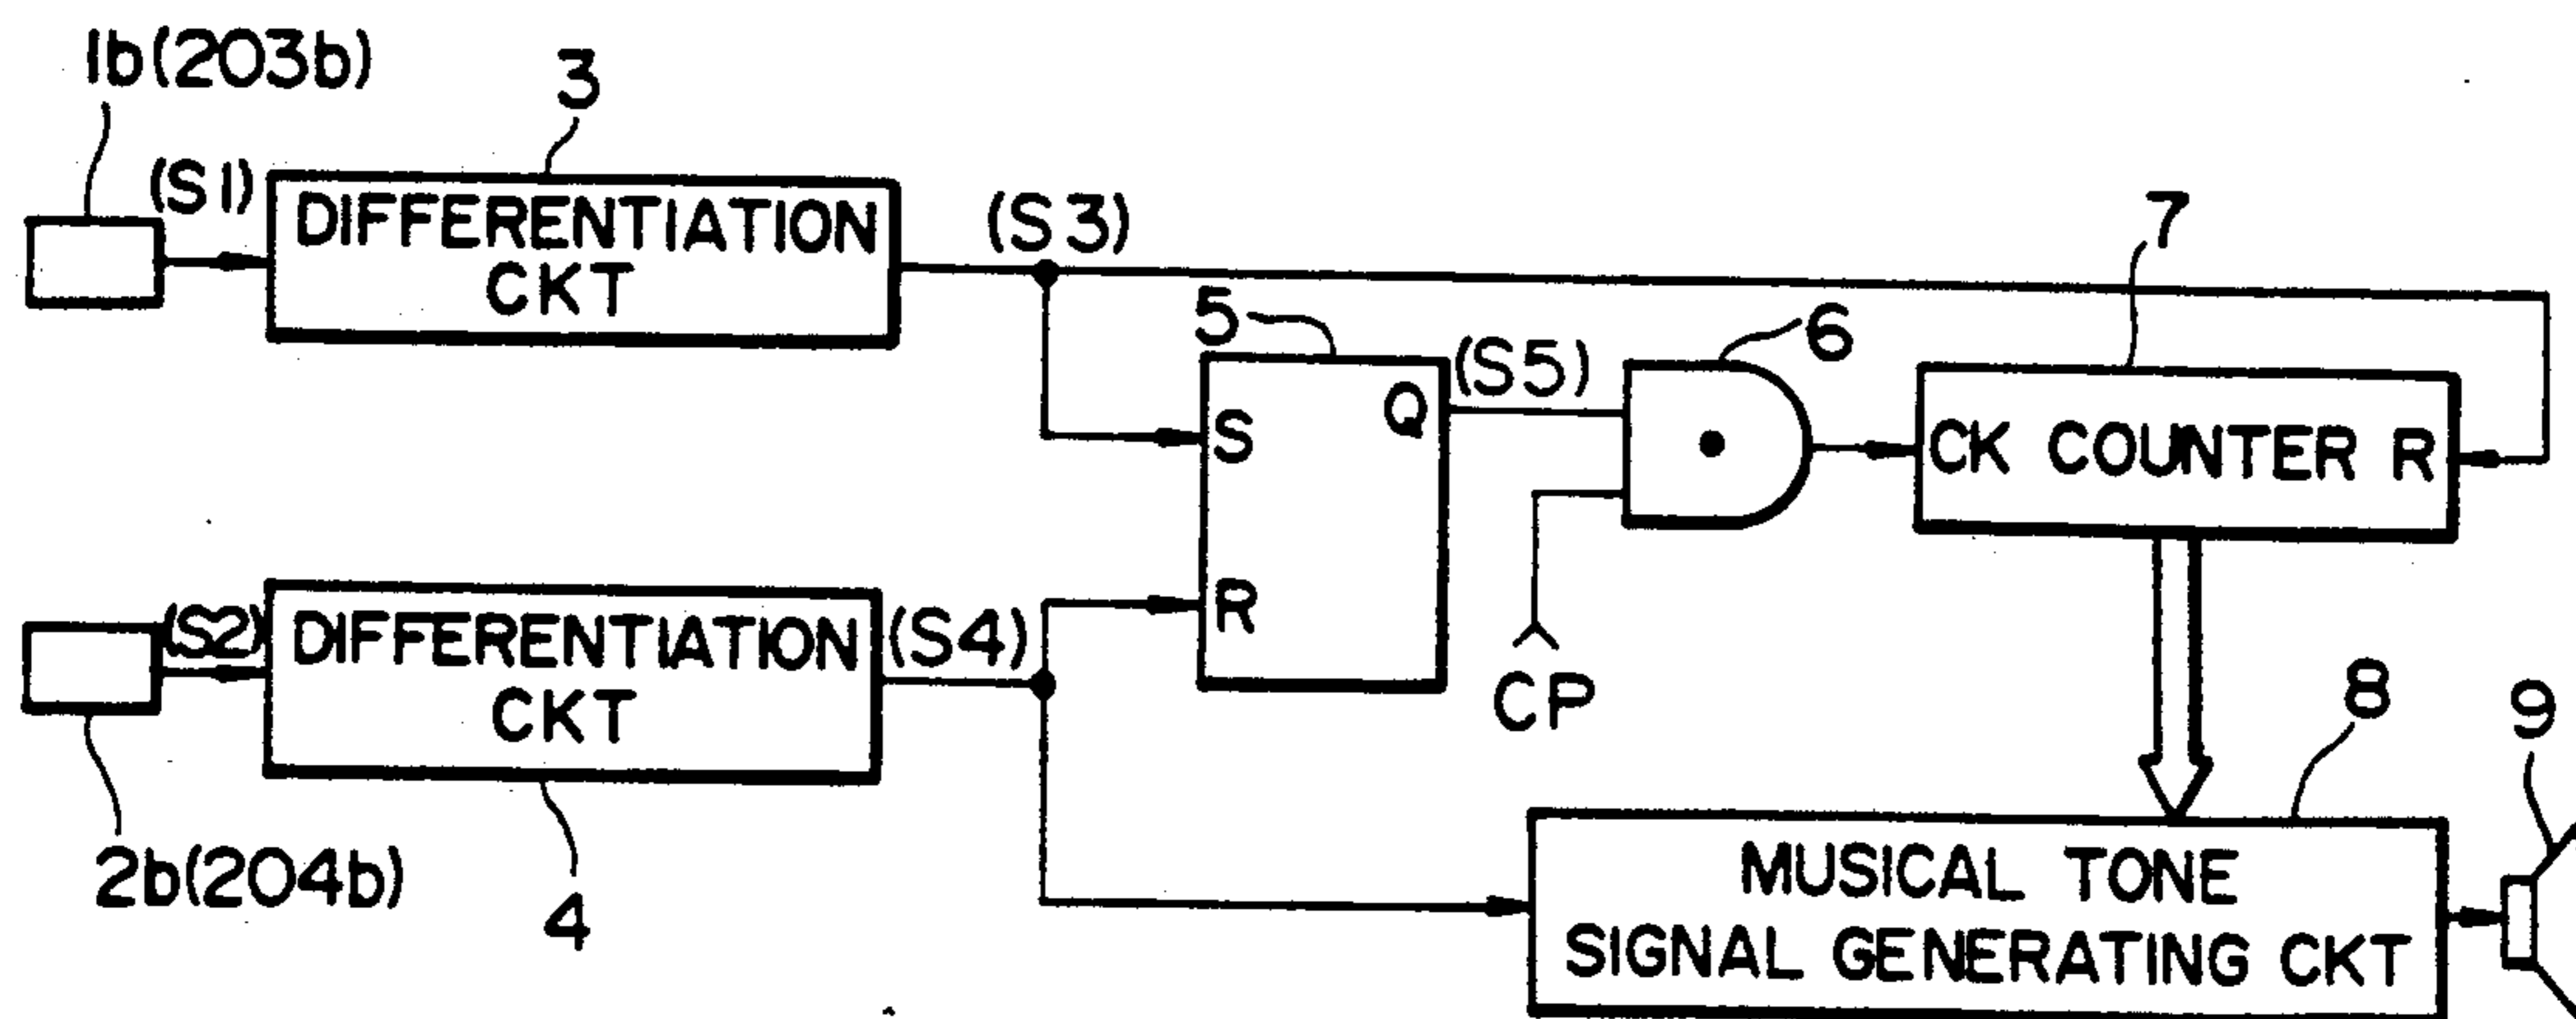 1b(203b)
3
(S1)
DIFFERENTIATION
CKT
(S3)
7
5
(S5)
6
S
Q
CK COUNTER R
R
(S2)
DIFFERENTIATION
CKT
(S4)
CP
8
9
2b(204b)
4
MUSICAL TONE
SIGNAL GENERATING CKT